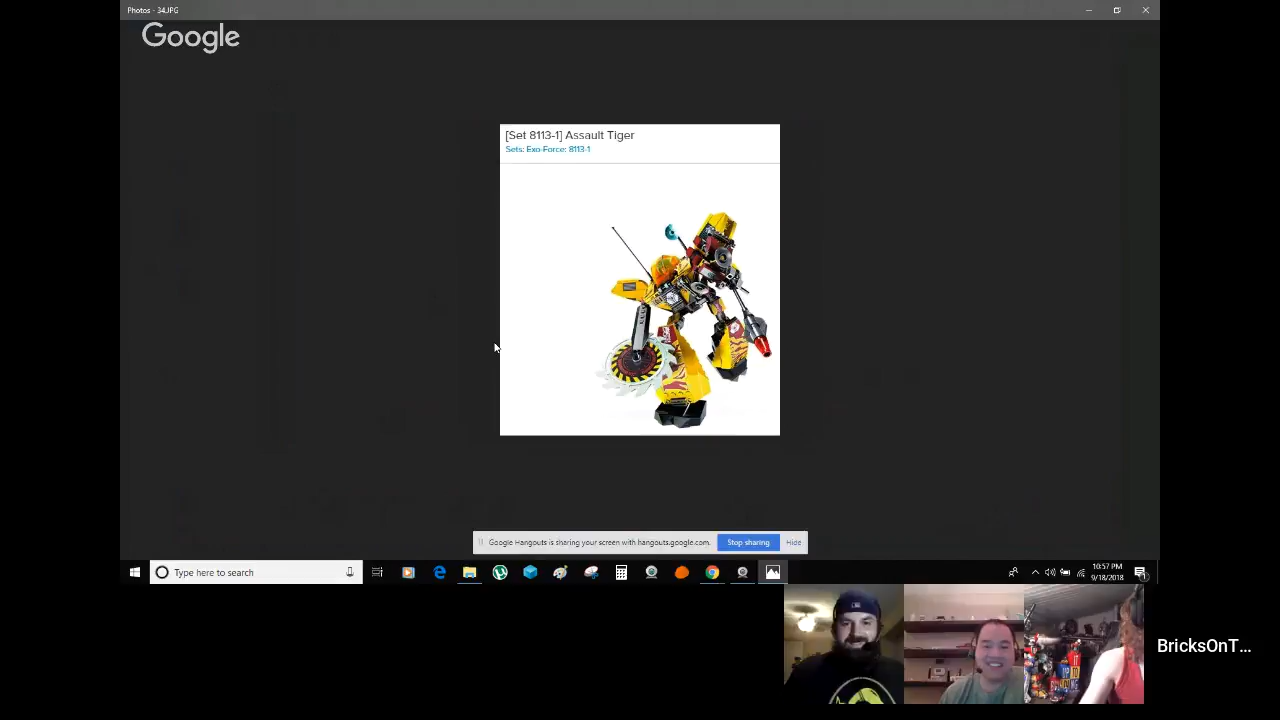 Photos - 34.JPG
Google
[Set 8113-1] Assault Tiger
Sets: Exo-Force: 8113-1
Google Hangouts is sharing your screen with hangouts.google.com.
Stop sharing
Hide
Type here to search
10:57 PM
9/18/2018
BricksOnT...